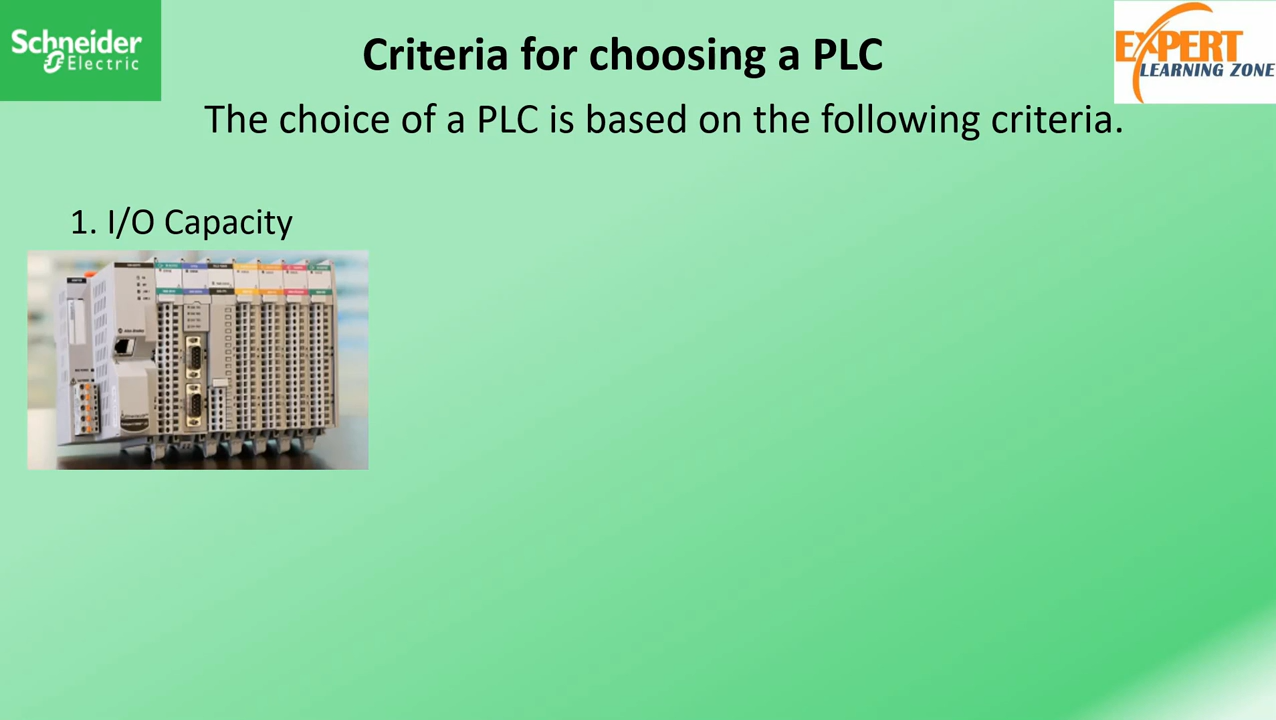 Schneider
Electric
Criteria for choosing a PLC
EXPERT
LEARNING ZONE
The choice of a PLC is based on the following criteria.
1. I/O Capacity